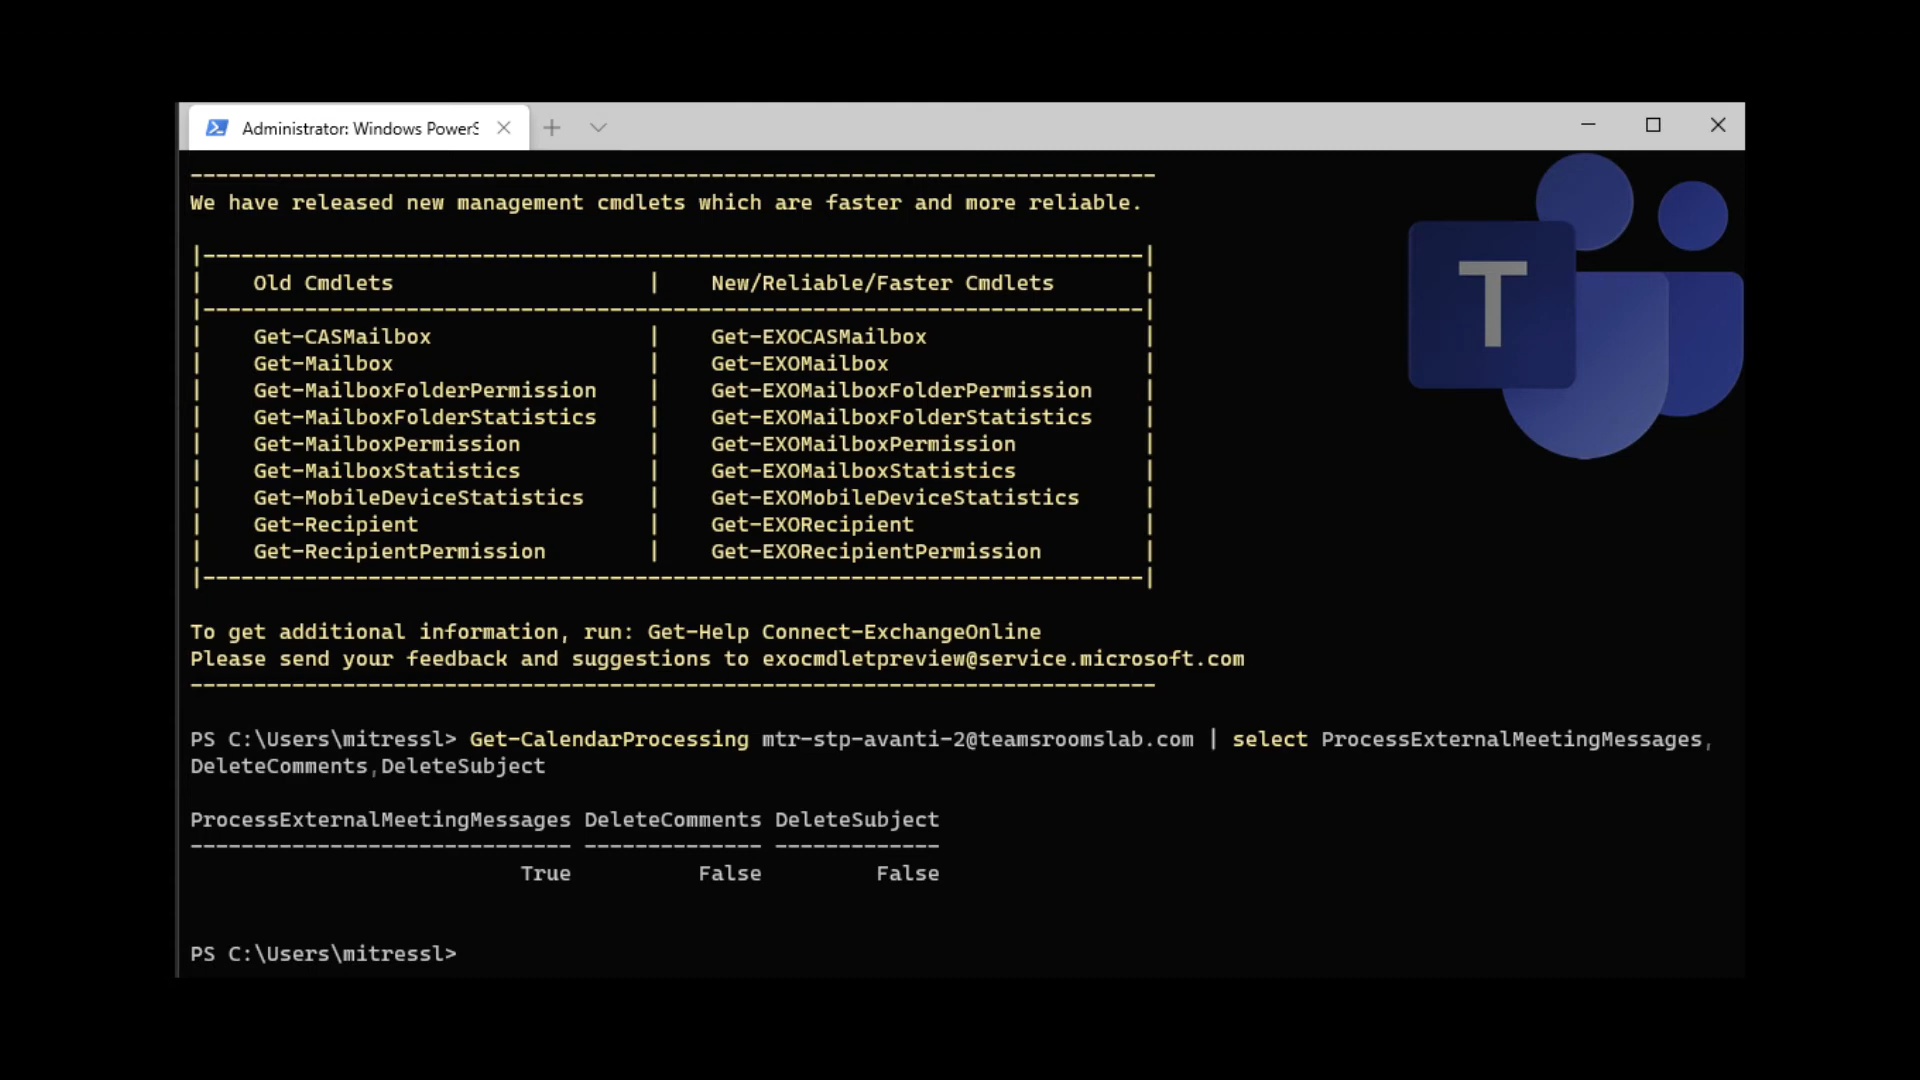 Administrator: Windows PowerS
------------------------------------------------------------------------
We have released new management cmdlets which are faster and more reliable.
|--------------------------------------------------------------------------|
| Old Cmdlets | New/Reliable/Faster Cmdlets |
|--------------------------------------------------------------------------|
| Get-CASMailbox | Get-EXOCASMailbox |
| Get-Mailbox | Get-EXOMailbox |
| Get-MailboxFolderPermission | Get-EXOMailboxFolderPermission |
| Get-MailboxFolderStatistics | Get-EXOMailboxFolderStatistics |
| Get-MailboxPermission | Get-EXOMailboxPermission |
| Get-MailboxStatistics | Get-EXOMailboxStatistics |
| Get-MobileDeviceStatistics | Get-EXOMobileDeviceStatistics |
| Get-Recipient | Get-EXORecipient |
| Get-RecipientPermission | Get-EXORecipientPermission |
|--------------------------------------------------------------------------|
To get additional information, run: Get-Help Connect-ExchangeOnline
Please send your feedback and suggestions to exocmdletpreview@service.microsoft.com
------------------------------------------------------------------------
PS C:\Users\mitressl> Get-CalendarProcessing mtr-stp-avanti-2@teamsroomslab.com | select ProcessExternalMeetingMessages,
DeleteComments,DeleteSubject
ProcessExternalMeetingMessages DeleteComments DeleteSubject
------------------------------ -------------- -------------
True False False
PS C:\Users\mitressl>
T